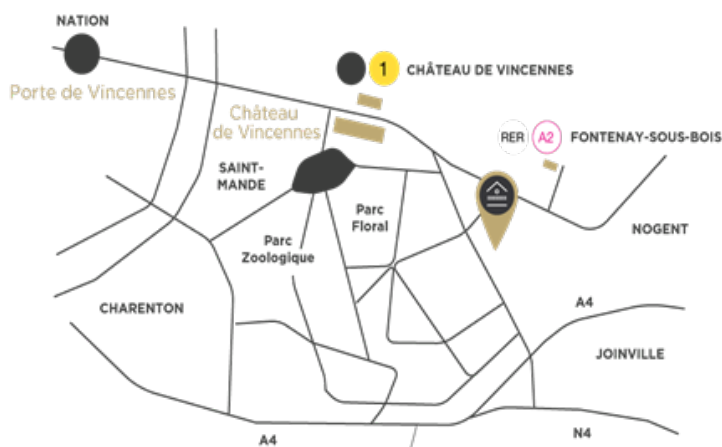 NATION
Porte de Vincennes
1
CHÂTEAU DE VINCENNES
Château
de Vincennes
RER
A2
FONTENAY-SOUS-BOIS
SAINT-
MANDE
Parc
Floral
Parc
Zoologique
NOGENT
CHARENTON
A4
JOINVILLE
A4
N4